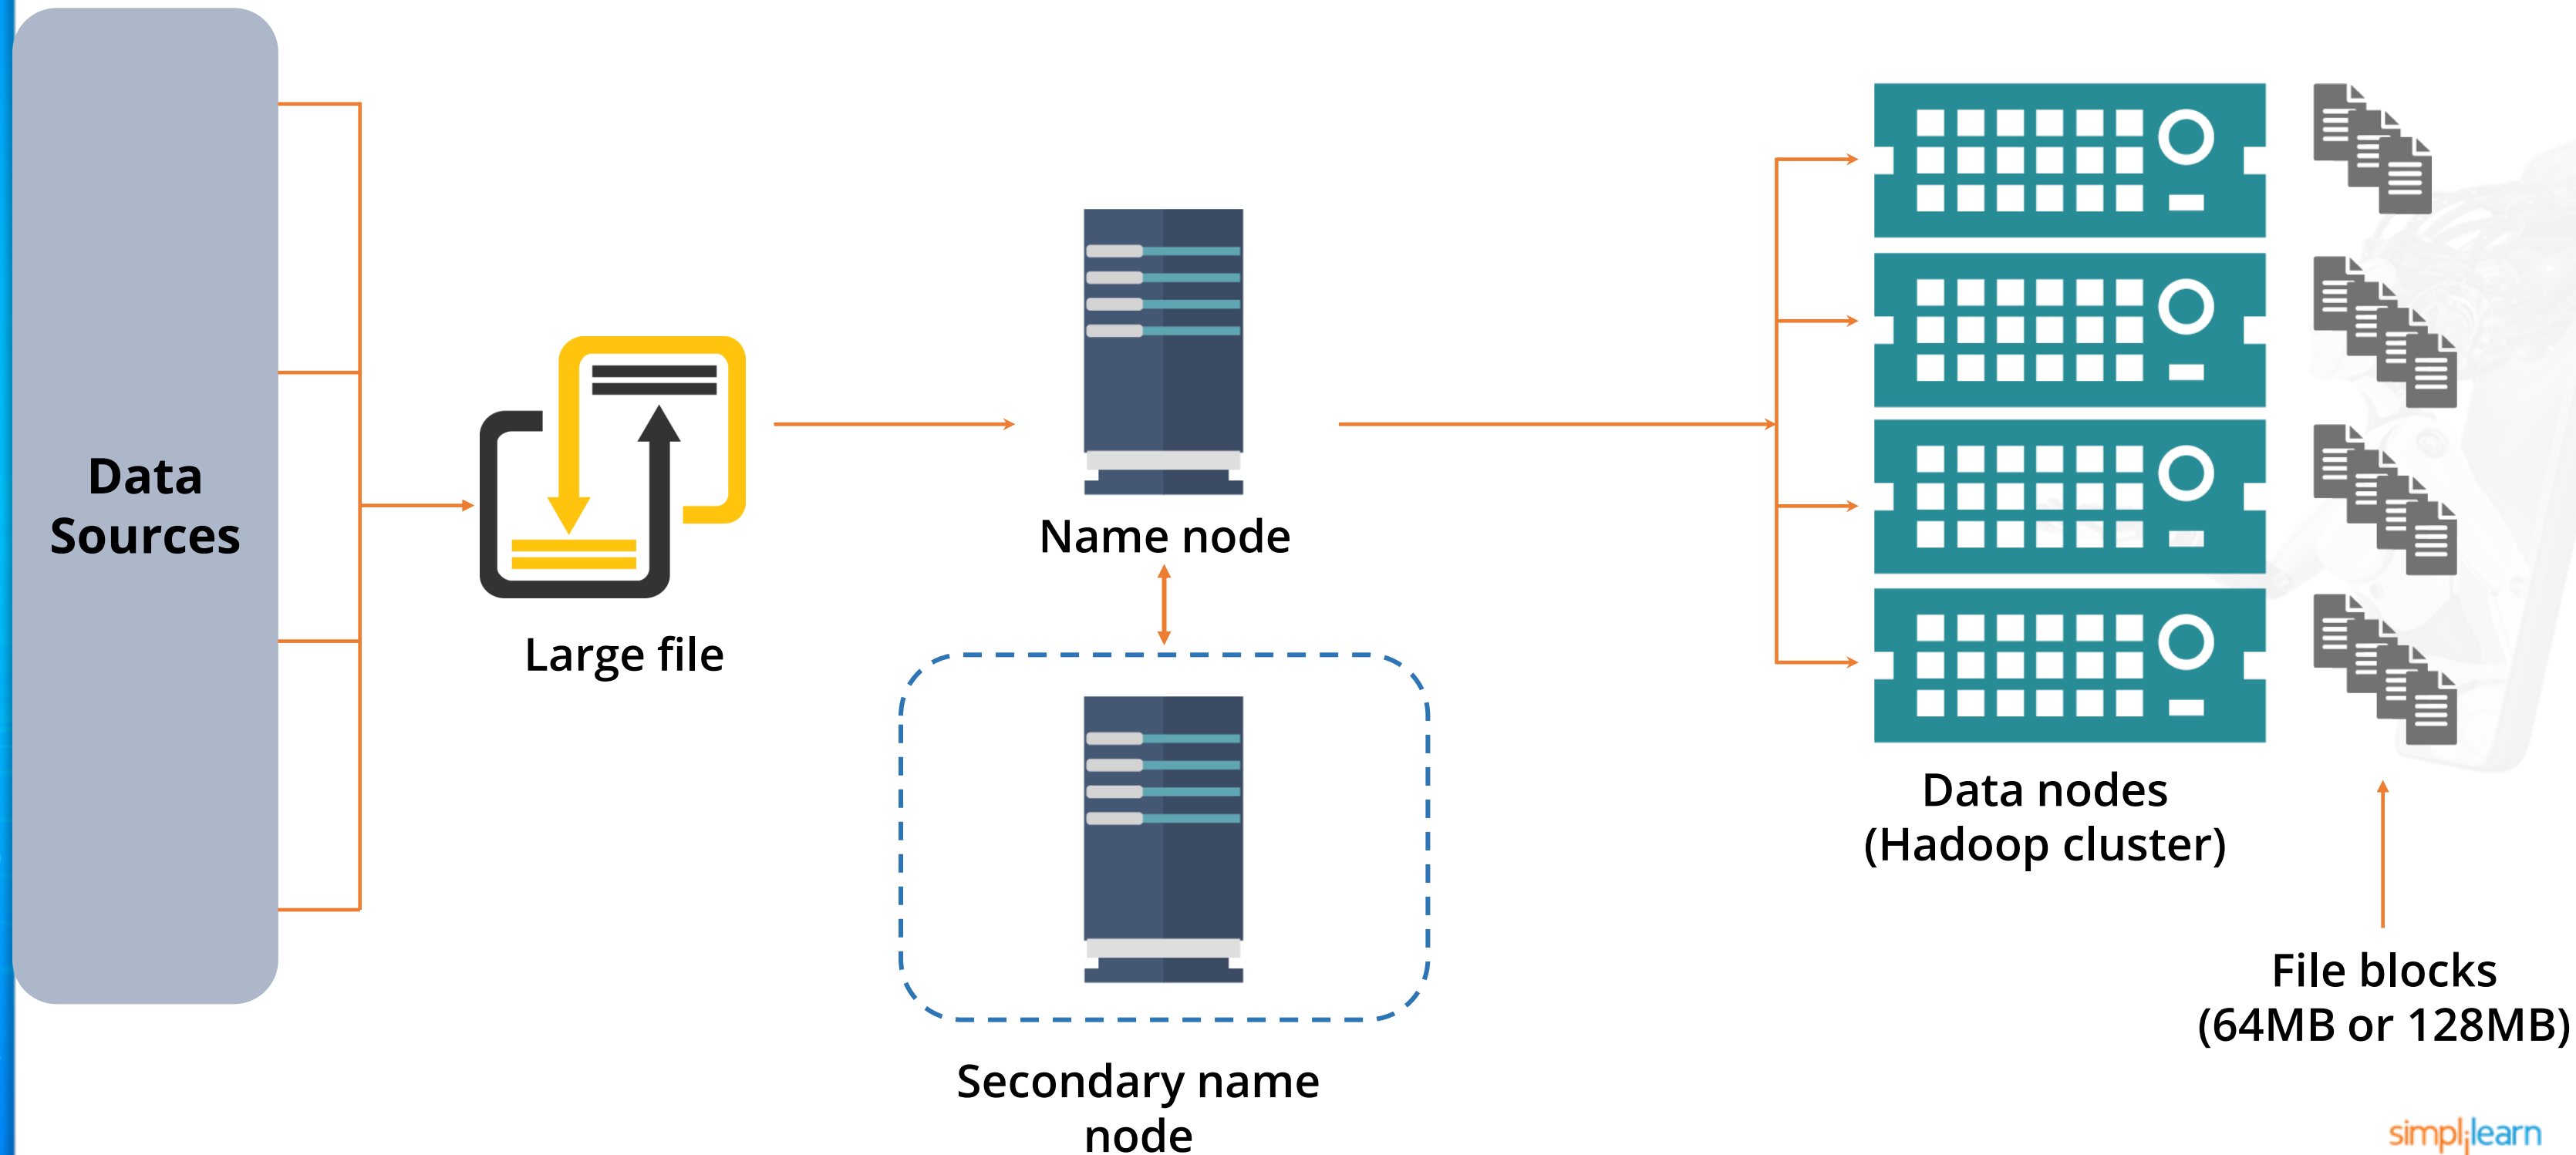 Data
Sources
Large file
Name node
Secondary name
node
Data nodes
(Hadoop cluster)
File blocks
(64MB or 128MB)
simplilearn